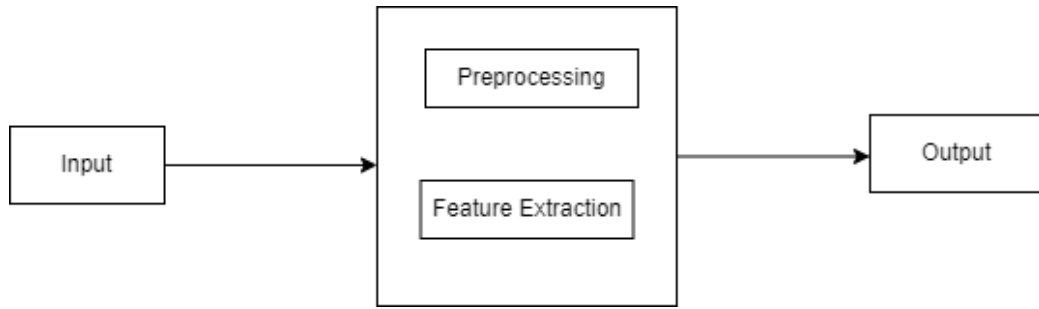 Input
Preprocessing
Feature Extraction
Output